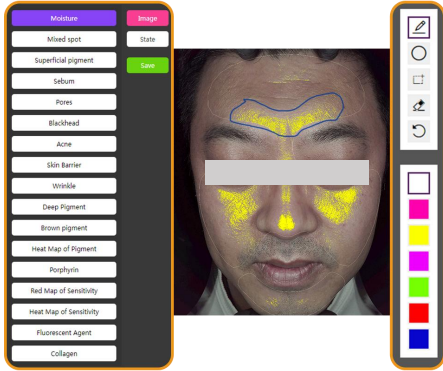 Moisture
Image
Mixed spot
State
Superficial pigment
Sebum
Save
Pores
Blackhead
Acne
Skin Barrier
Wrinkle
Deep Pigment
Brown pigment
Heat Map of Pigment
Porphyrin
Red Map of Sensitivity
Heat Map of Sensitivity
Fluorescent Agent
Collagen